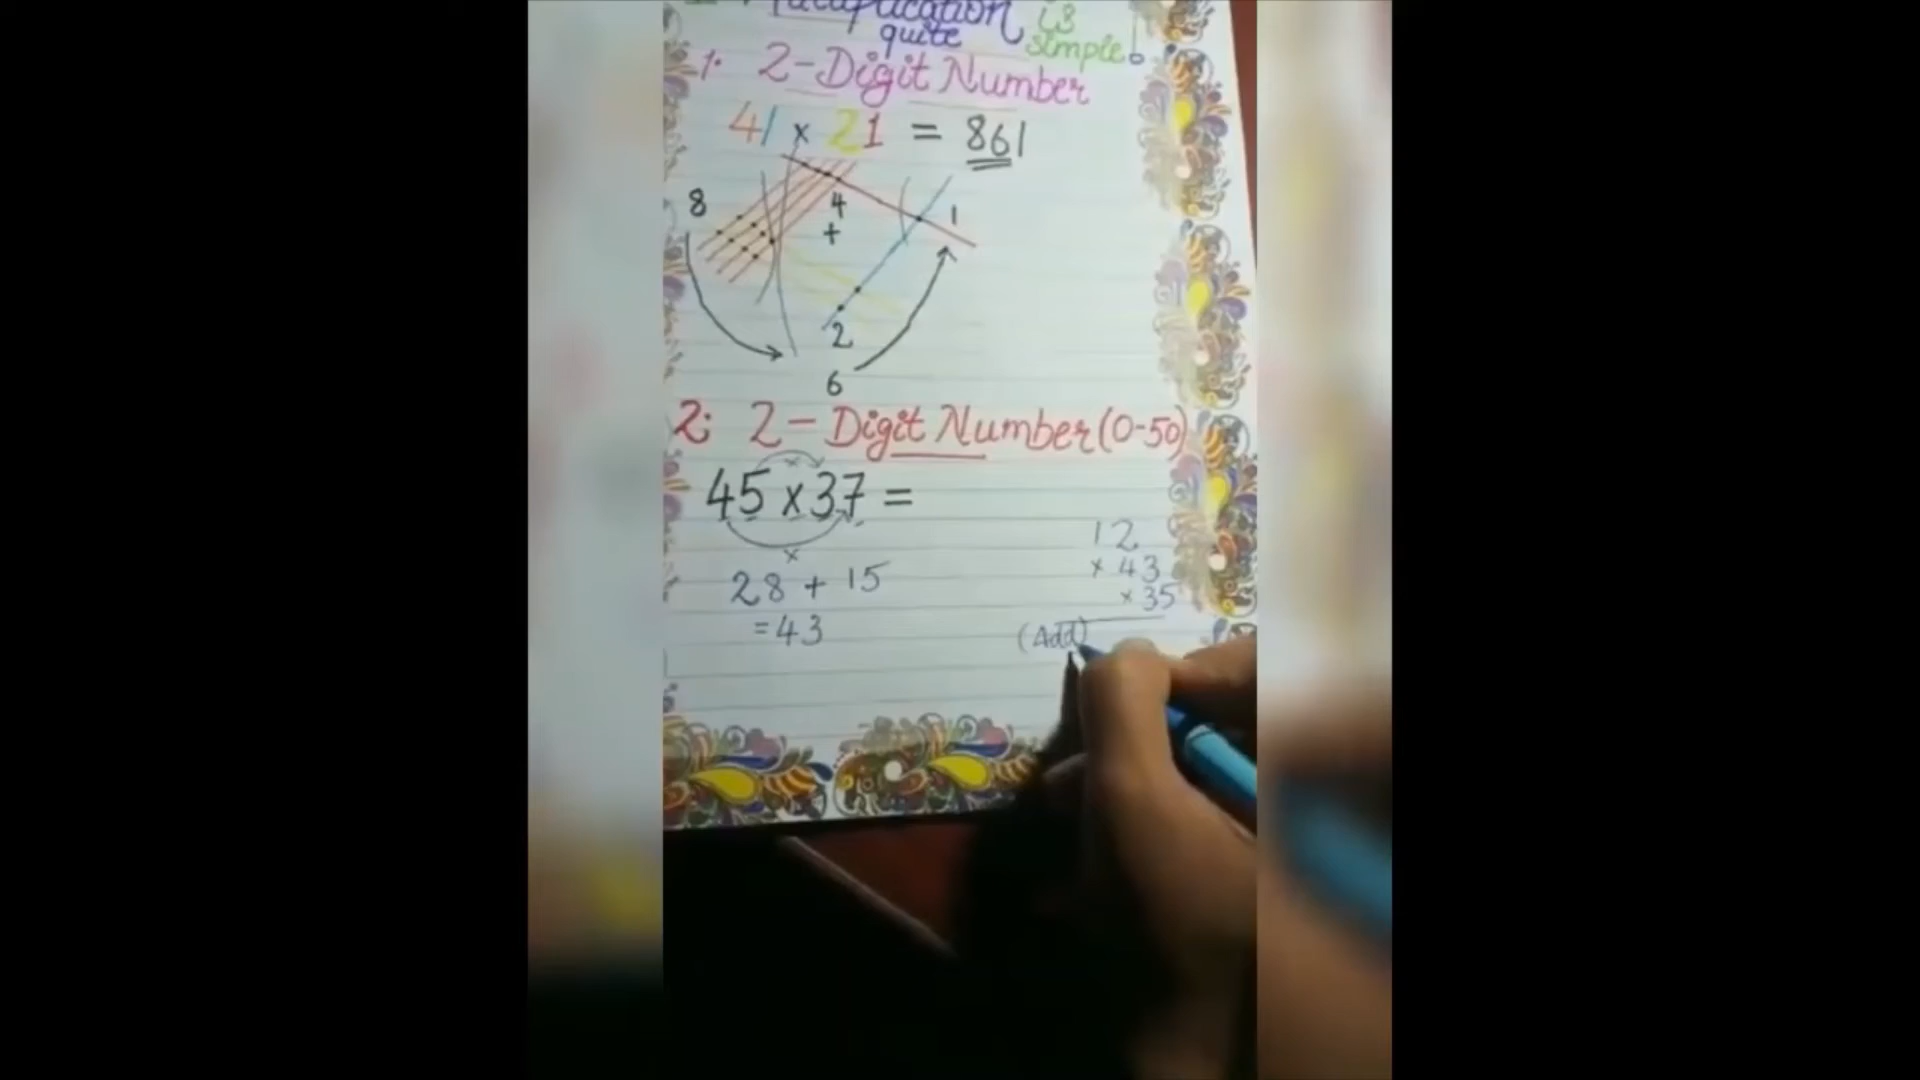 Multiplication is
quite simple!
1. 2-Digit Number
41 x 21 = 861
8
4
+
1
2
6
2: 2-Digit Number (0-50)
x
45 x 37 =
x
28 + 15
= 43
12
x 43
x 35
(Add)